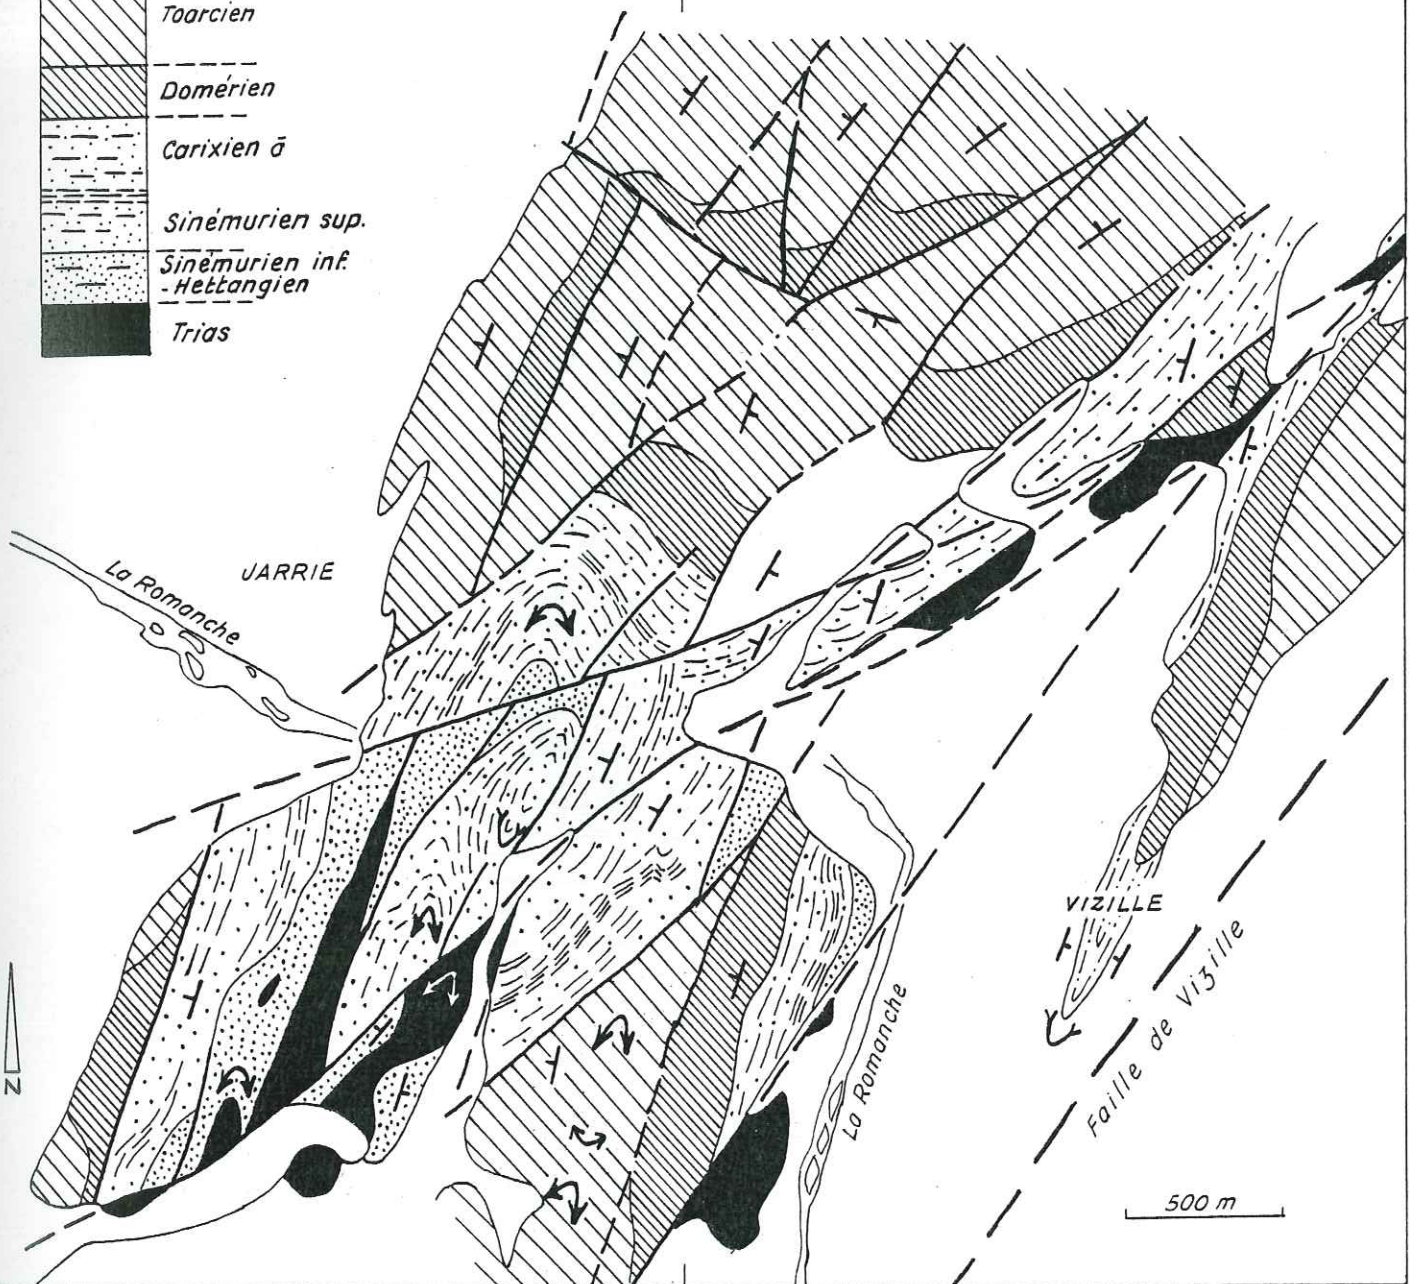 Toarcien
Domérien
Carixien à
Sinémurien sup.
Sinémurien inf.
-Hettangien
Trias
La Romanche
JARRIE
VIZILLE
Faille de Vizille
La Romanche
N
500 m